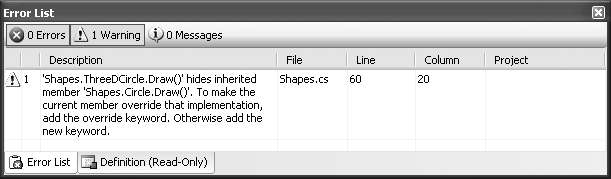 Error List
0 Errors 1 Warning 0 Messages
Description File Line Column Project
1 'Shapes.ThreeDCircle.Draw()' hides inherited Shapes.cs 60 20
member 'Shapes.Circle.Draw()'. To make the
current member override that implementation,
add the override keyword. Otherwise add the
new keyword.
Error List Definition (Read-Only)